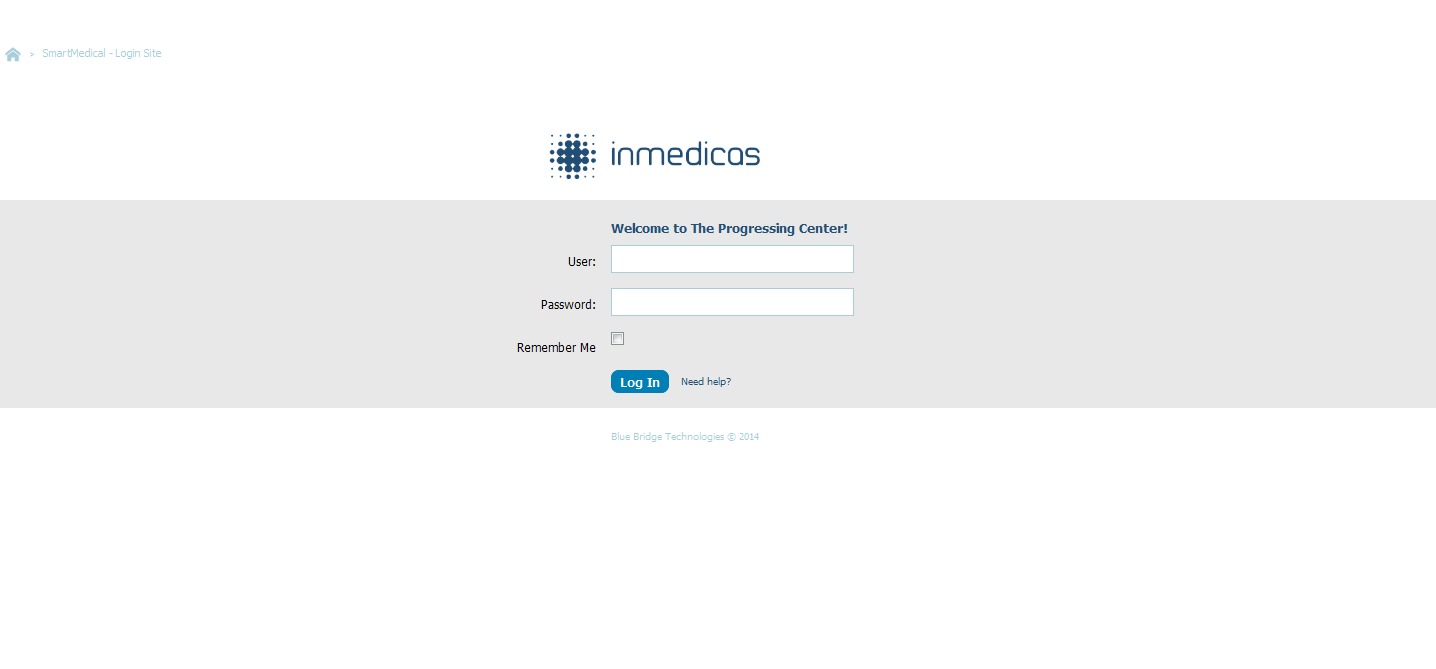 > SmartMedical - Login Site
inmedicas
Welcome to The Progressing Center!
User:
Password:
Remember Me
Log In Need help?
Blue Bridge Technologies © 2014